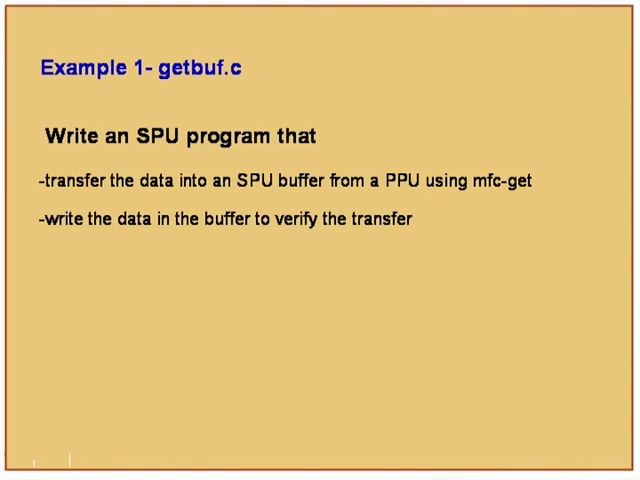 Example 1- getbuf.c
Write an SPU program that
-transfer the data into an SPU buffer from a PPU using mfc-get
-write the data in the buffer to verify the transfer
1